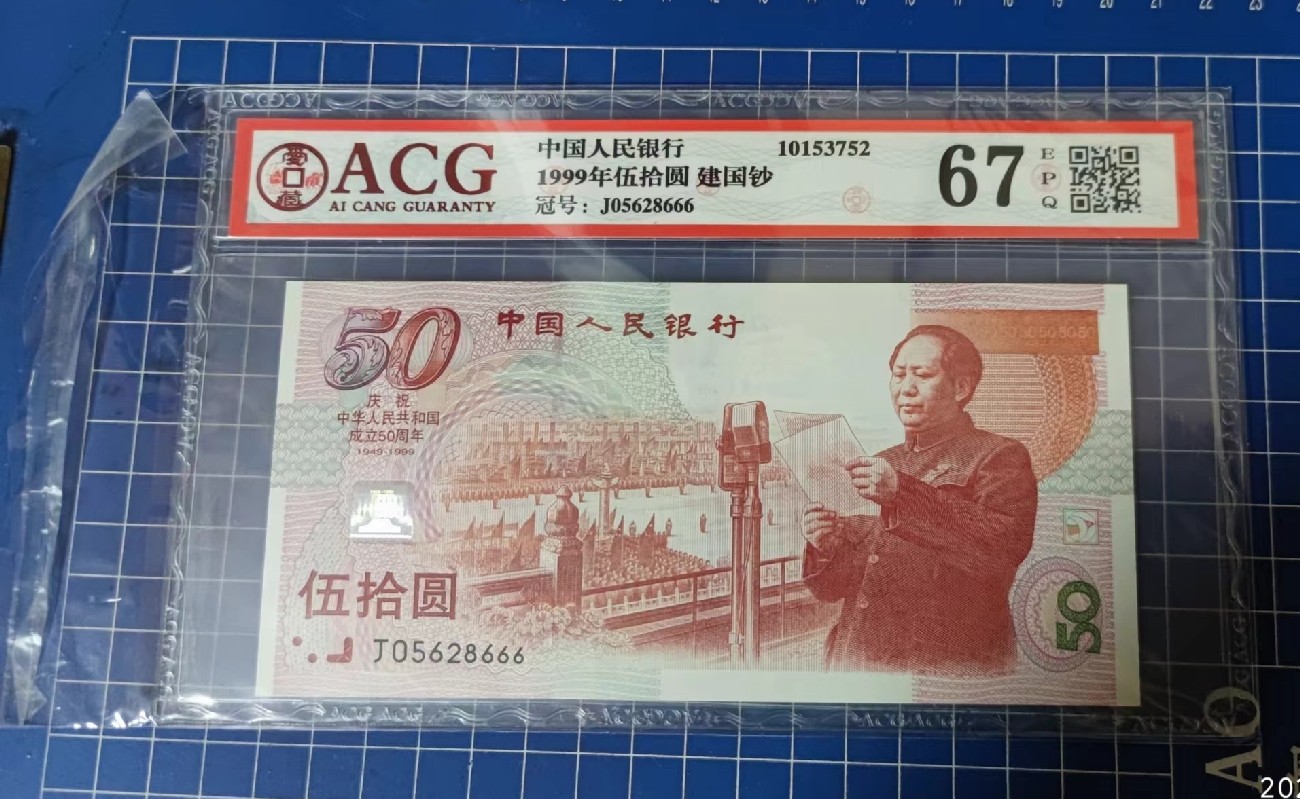 ACG
AI CANG GUARANTY
中国人民银行 10153752
1999年伍拾圆 建国钞
冠号：J05628666
67
E
P
Q
50
中国人民银行
庆祝
中华人民共和国
成立50周年
1949-1999
伍拾圆
J05628666
50